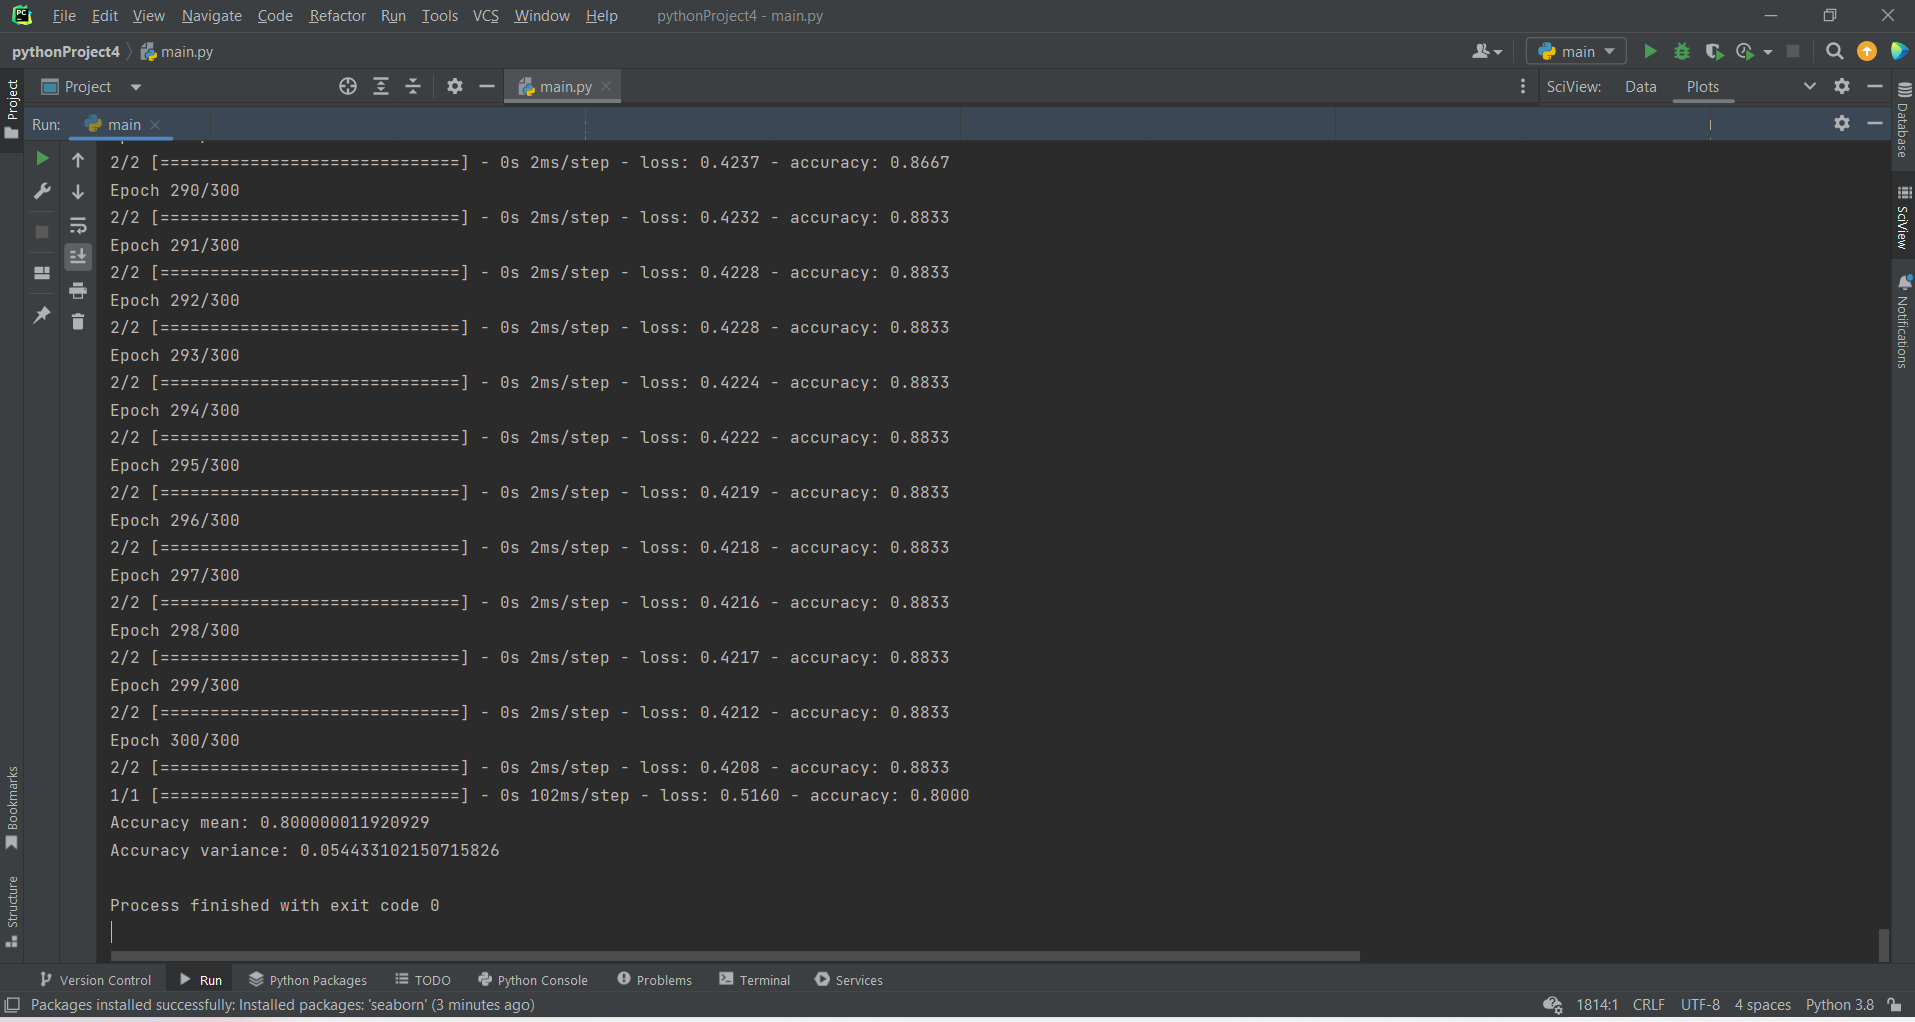 PC File Edit View Navigate Code Refactor Run Tools VCS Window Help pythonProject4 - main.py
pythonProject4 main.py main
Project main.py SciView: Data Plots
Run: main
2/2 [==============================] - 0s 2ms/step - loss: 0.4237 - accuracy: 0.8667
Epoch 290/300
2/2 [==============================] - 0s 2ms/step - loss: 0.4232 - accuracy: 0.8833
Epoch 291/300
2/2 [==============================] - 0s 2ms/step - loss: 0.4228 - accuracy: 0.8833
Epoch 292/300
2/2 [==============================] - 0s 2ms/step - loss: 0.4228 - accuracy: 0.8833
Epoch 293/300
2/2 [==============================] - 0s 2ms/step - loss: 0.4224 - accuracy: 0.8833
Epoch 294/300
2/2 [==============================] - 0s 2ms/step - loss: 0.4222 - accuracy: 0.8833
Epoch 295/300
2/2 [==============================] - 0s 2ms/step - loss: 0.4219 - accuracy: 0.8833
Epoch 296/300
2/2 [==============================] - 0s 2ms/step - loss: 0.4218 - accuracy: 0.8833
Epoch 297/300
2/2 [==============================] - 0s 2ms/step - loss: 0.4216 - accuracy: 0.8833
Epoch 298/300
2/2 [==============================] - 0s 2ms/step - loss: 0.4217 - accuracy: 0.8833
Epoch 299/300
2/2 [==============================] - 0s 2ms/step - loss: 0.4212 - accuracy: 0.8833
Epoch 300/300
2/2 [==============================] - 0s 2ms/step - loss: 0.4208 - accuracy: 0.8833
1/1 [==============================] - 0s 102ms/step - loss: 0.5160 - accuracy: 0.8000
Accuracy mean: 0.800000011920929
Accuracy variance: 0.054433102150715826
Process finished with exit code 0
Project
Bookmarks
Structure
Database
SciView
Notifications
Version Control Run Python Packages TODO Python Console Problems Terminal Services
Packages installed successfully: Installed packages: 'seaborn' (3 minutes ago) 1814:1 CRLF UTF-8 4 spaces Python 3.8